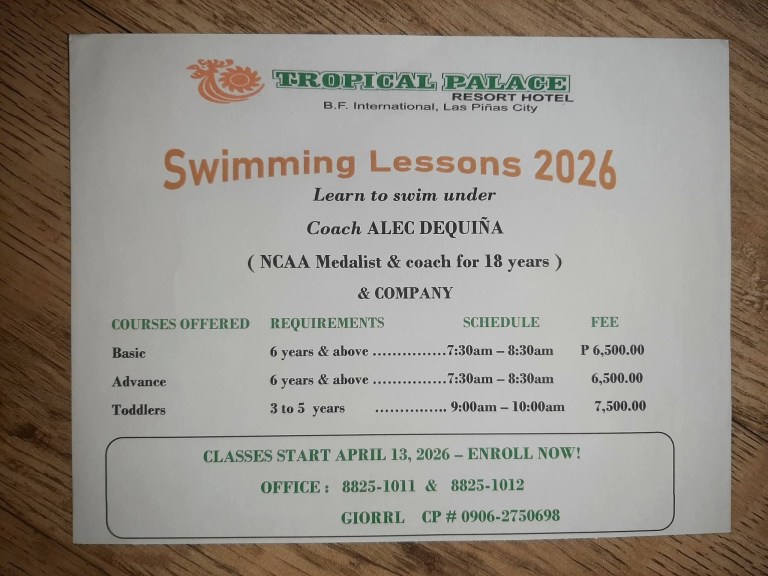 TROPICAL PALACE
RESORT HOTEL
B.F. International, Las Piñas City
Swimming Lessons 2026
Learn to swim under
Coach ALEC DEQUIÑA
( NCAA Medalist & coach for 18 years )
& COMPANY
COURSES OFFERED REQUIREMENTS SCHEDULE FEE
Basic 6 years & above ……………7:30am – 8:30am ₱ 6,500.00
Advance 6 years & above ……………7:30am – 8:30am 6,500.00
Toddlers 3 to 5 years ………….. 9:00am – 10:00am 7,500.00
CLASSES START APRIL 13, 2026 – ENROLL NOW!
OFFICE : 8825-1011 & 8825-1012
GIORRL CP # 0906-2750698